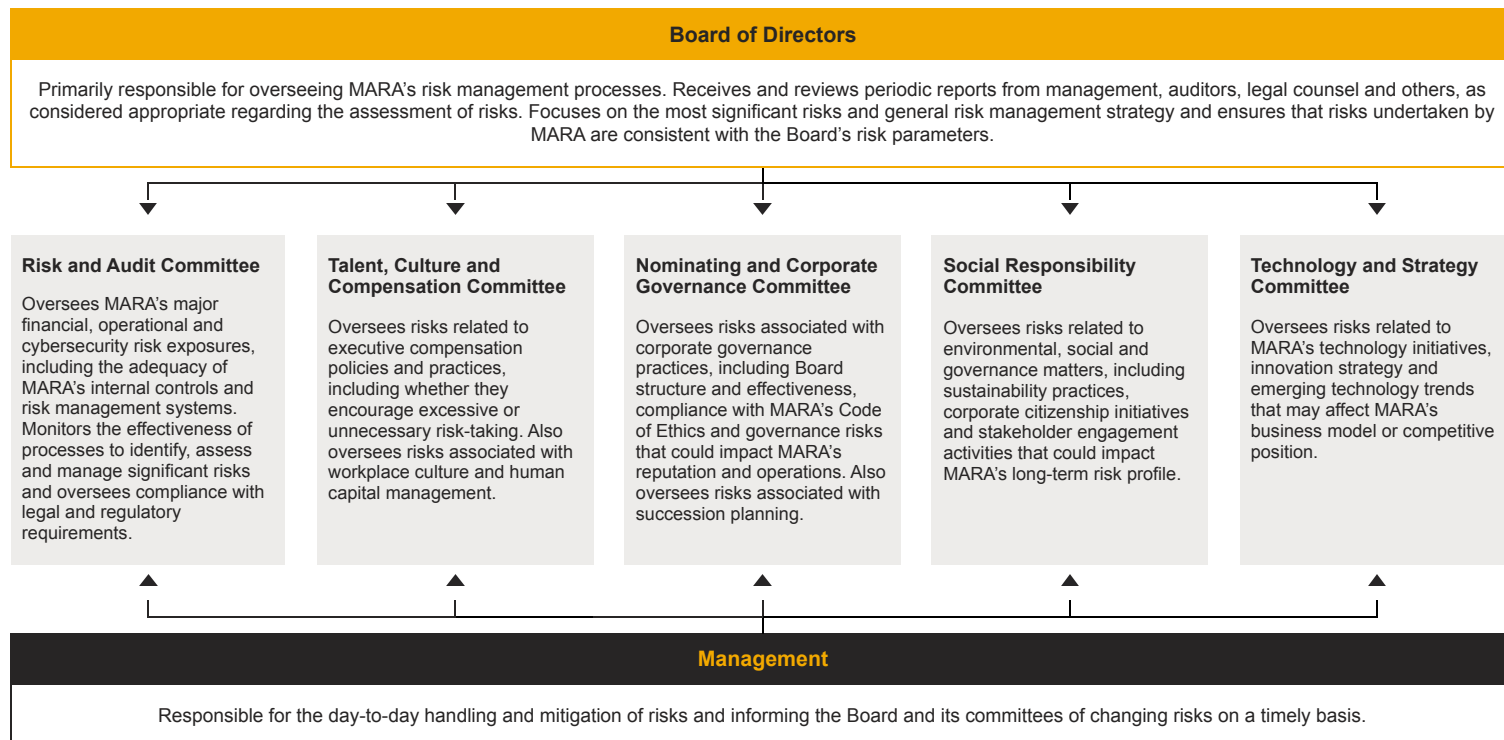 Board of Directors
Primarily responsible for overseeing MARA’s risk management processes. Receives and reviews periodic reports from management, auditors, legal counsel and others, as
considered appropriate regarding the assessment of risks. Focuses on the most significant risks and general risk management strategy and ensures that risks undertaken by
MARA are consistent with the Board’s risk parameters.
Risk and Audit Committee
Oversees MARA’s major
financial, operational and
cybersecurity risk exposures,
including the adequacy of
MARA’s internal controls and
risk management systems.
Monitors the effectiveness of
processes to identify, assess
and manage significant risks
and oversees compliance with
legal and regulatory
requirements.
Talent, Culture and
Compensation Committee
Oversees risks related to
executive compensation
policies and practices,
including whether they
encourage excessive or
unnecessary risk-taking. Also
oversees risks associated with
workplace culture and human
capital management.
Nominating and Corporate
Governance Committee
Oversees risks associated with
corporate governance
practices, including Board
structure and effectiveness,
compliance with MARA’s Code
of Ethics and governance risks
that could impact MARA’s
reputation and operations. Also
oversees risks associated with
succession planning.
Social Responsibility
Committee
Oversees risks related to
environmental, social and
governance matters, including
sustainability practices,
corporate citizenship initiatives
and stakeholder engagement
activities that could impact
MARA’s long-term risk profile.
Technology and Strategy
Committee
Oversees risks related to
MARA’s technology initiatives,
innovation strategy and
emerging technology trends
that may affect MARA’s
business model or competitive
position.
Management
Responsible for the day-to-day handling and mitigation of risks and informing the Board and its committees of changing risks on a timely basis.